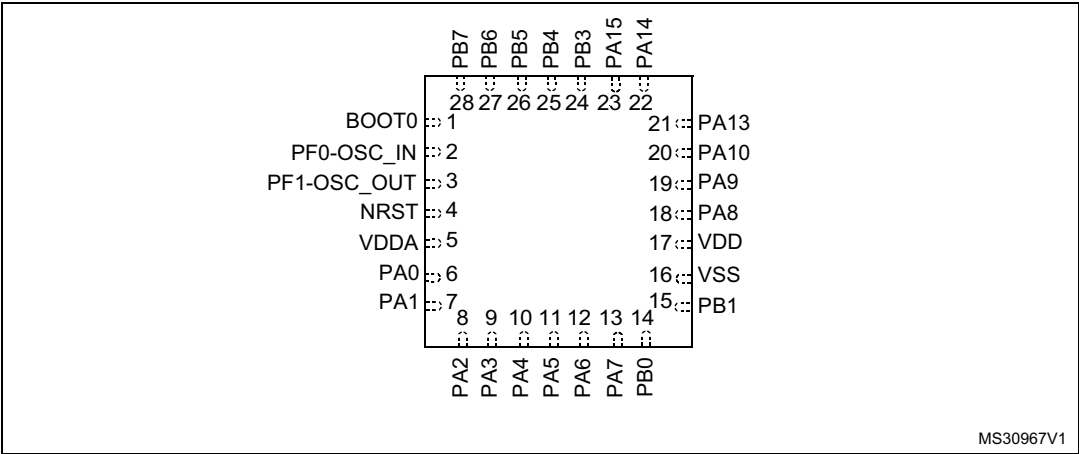 PB7 PB6 PB5 PB4 PB3 PA15 PA14
28 27 26 25 24 23 22
BOOT0 1
21 PA13
PF0-OSC_IN 2
20 PA10
PF1-OSC_OUT 3
19 PA9
NRST 4
18 PA8
VDDA 5
17 VDD
PA0 6
16 VSS
PA1 7
15 PB1
8 9 10 11 12 13 14
PA2 PA3 PA4 PA5 PA6 PA7 PB0
MS30967V1